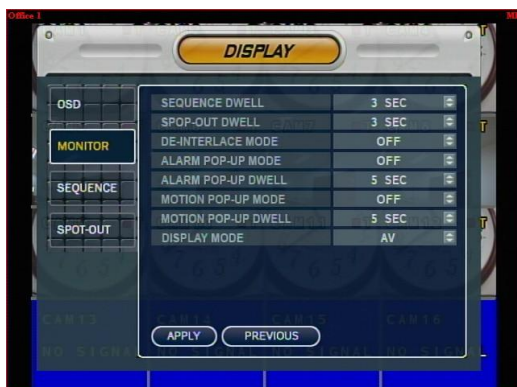 Office 1
DISPLAY
OSD
MONITOR
SEQUENCE
SPOT-OUT
SEQUENCE DWELL 3 SEC
SPOP-OUT DWELL 3 SEC
DE-INTERLACE MODE OFF
ALARM POP-UP MODE OFF
ALARM POP-UP DWELL 5 SEC
MOTION POP-UP MODE OFF
MOTION POP-UP DWELL 5 SEC
DISPLAY MODE AV
APPLY PREVIOUS
CAM13 CAM14 CAM15 CAM16
NO SIGNAL NO SIGNAL NO SIGNAL NO SIGNAL